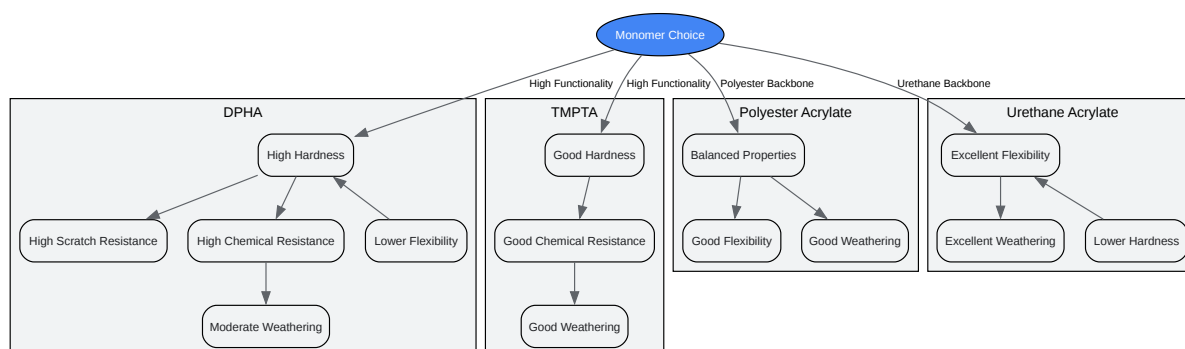 Monomer Choice
High Functionality
High Functionality
Polyester Backbone
Urethane Backbone
DPHA
TMPTA
Polyester Acrylate
Urethane Acrylate
High Hardness
Good Hardness
Balanced Properties
Excellent Flexibility
High Scratch Resistance
High Chemical Resistance
Lower Flexibility
Good Chemical Resistance
Good Flexibility
Good Weathering
Excellent Weathering
Lower Hardness
Moderate Weathering
Good Weathering